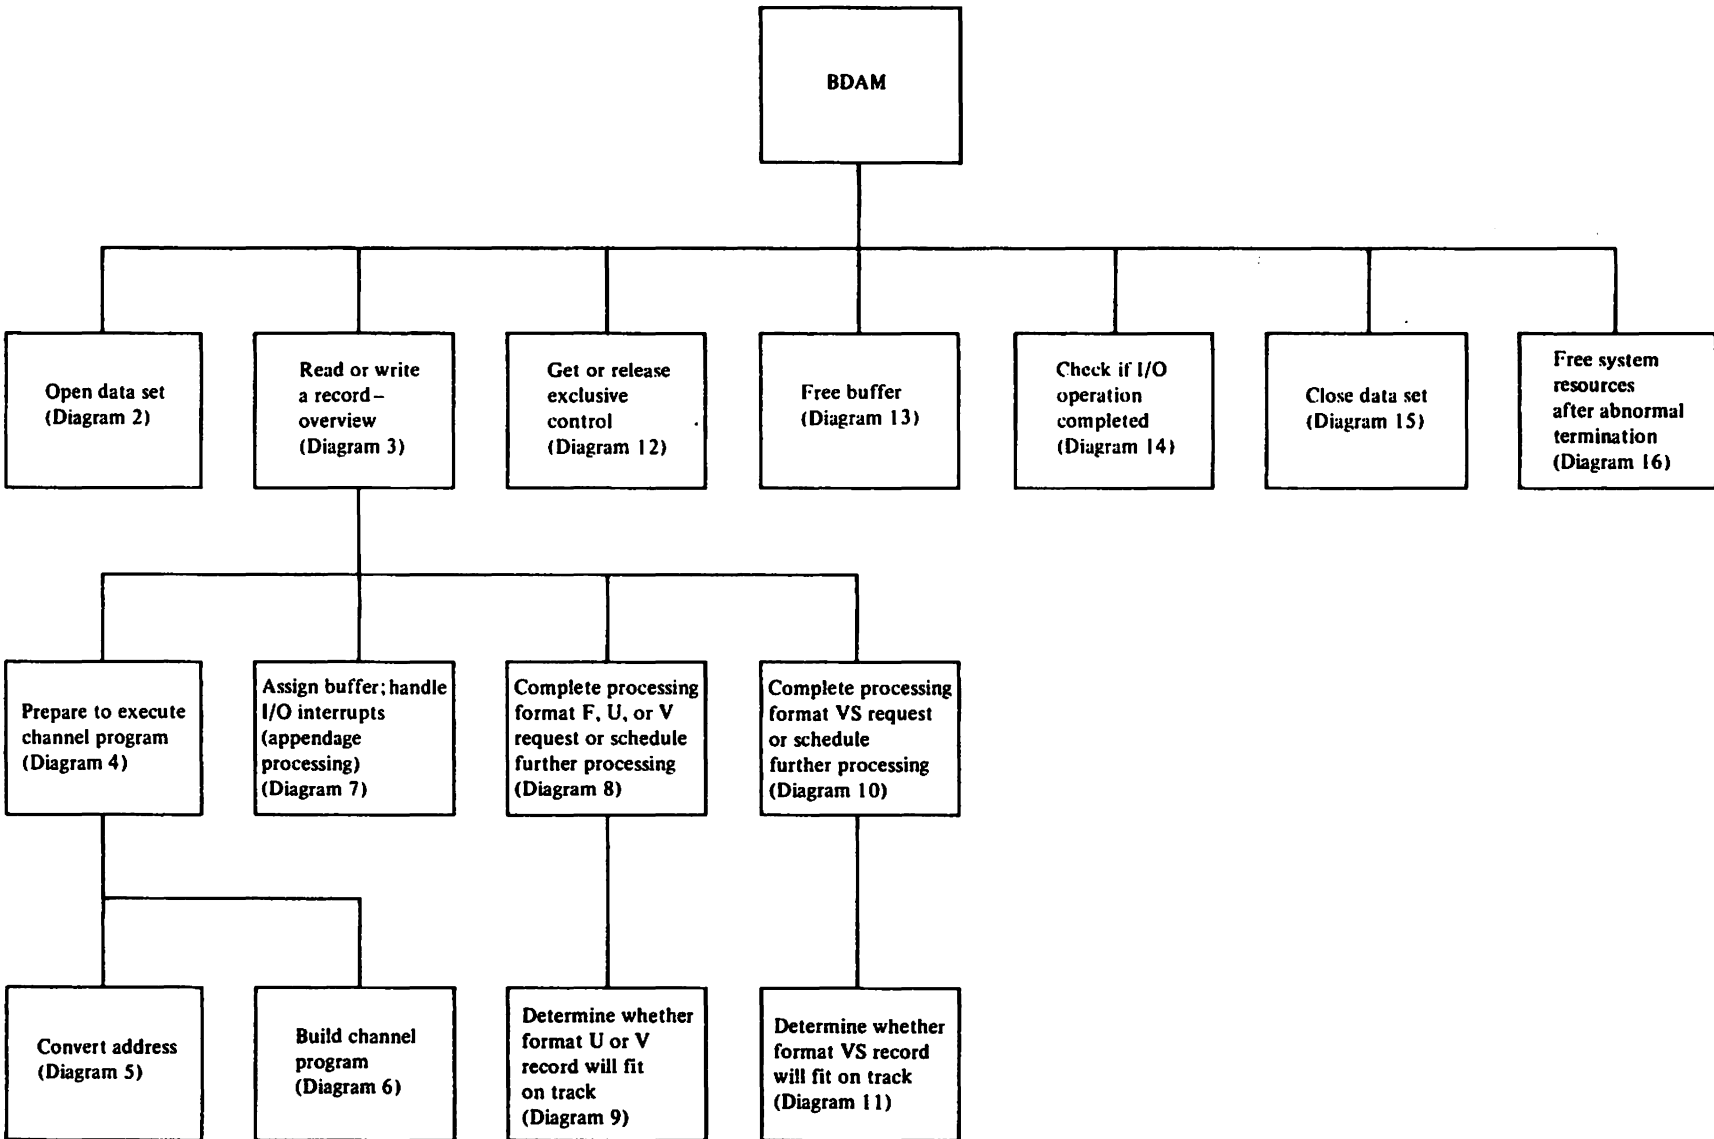 BDAM
Open data set
(Diagram 2)
Read or write
a record–
overview
(Diagram 3)
Get or release
exclusive
control
(Diagram 12)
Free buffer
(Diagram 13)
Check if I/O
operation
completed
(Diagram 14)
Close data set
(Diagram 15)
Free system
resources
after abnormal
termination
(Diagram 16)
Prepare to execute
channel program
(Diagram 4)
Assign buffer; handle
I/O interrupts
(appendage
processing)
(Diagram 7)
Complete processing
format F, U, or V
request or schedule
further processing
(Diagram 8)
Complete processing
format VS request
or schedule
further processing
(Diagram 10)
Convert address
(Diagram 5)
Build channel
program
(Diagram 6)
Determine whether
format U or V
record will fit
on track
(Diagram 9)
Determine whether
format VS record
will fit on track
(Diagram 11)